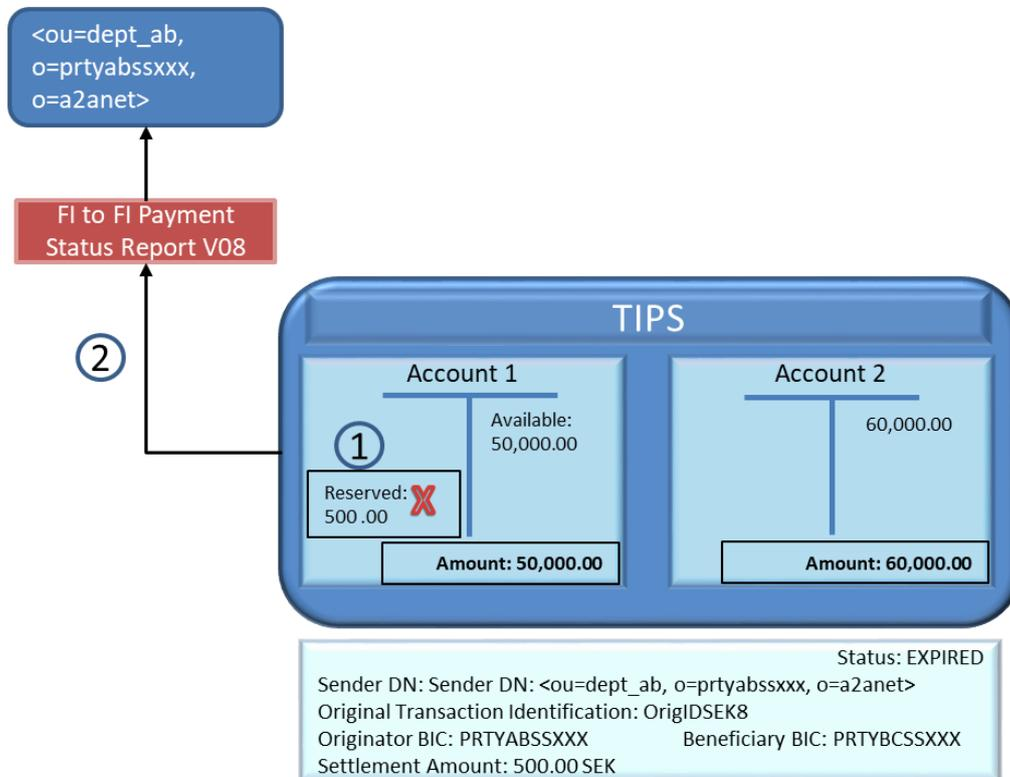 <ou=dept_ab,
o=prtyabssxxx,
o=a2anet>
FI to FI Payment
Status Report V08
2
TIPS
Account 1
Available:
50,000.00
1
Reserved:
500 .00
X
Amount: 50,000.00
Account 2
60,000.00
Amount: 60,000.00
Status: EXPIRED
Sender DN: Sender DN: <ou=dept_ab, o=prtyabssxxx, o=a2anet>
Original Transaction Identification: OrigIDSEK8
Originator BIC: PRTYABSSXXX Beneficiary BIC: PRTYBCSSXXX
Settlement Amount: 500.00 SEK